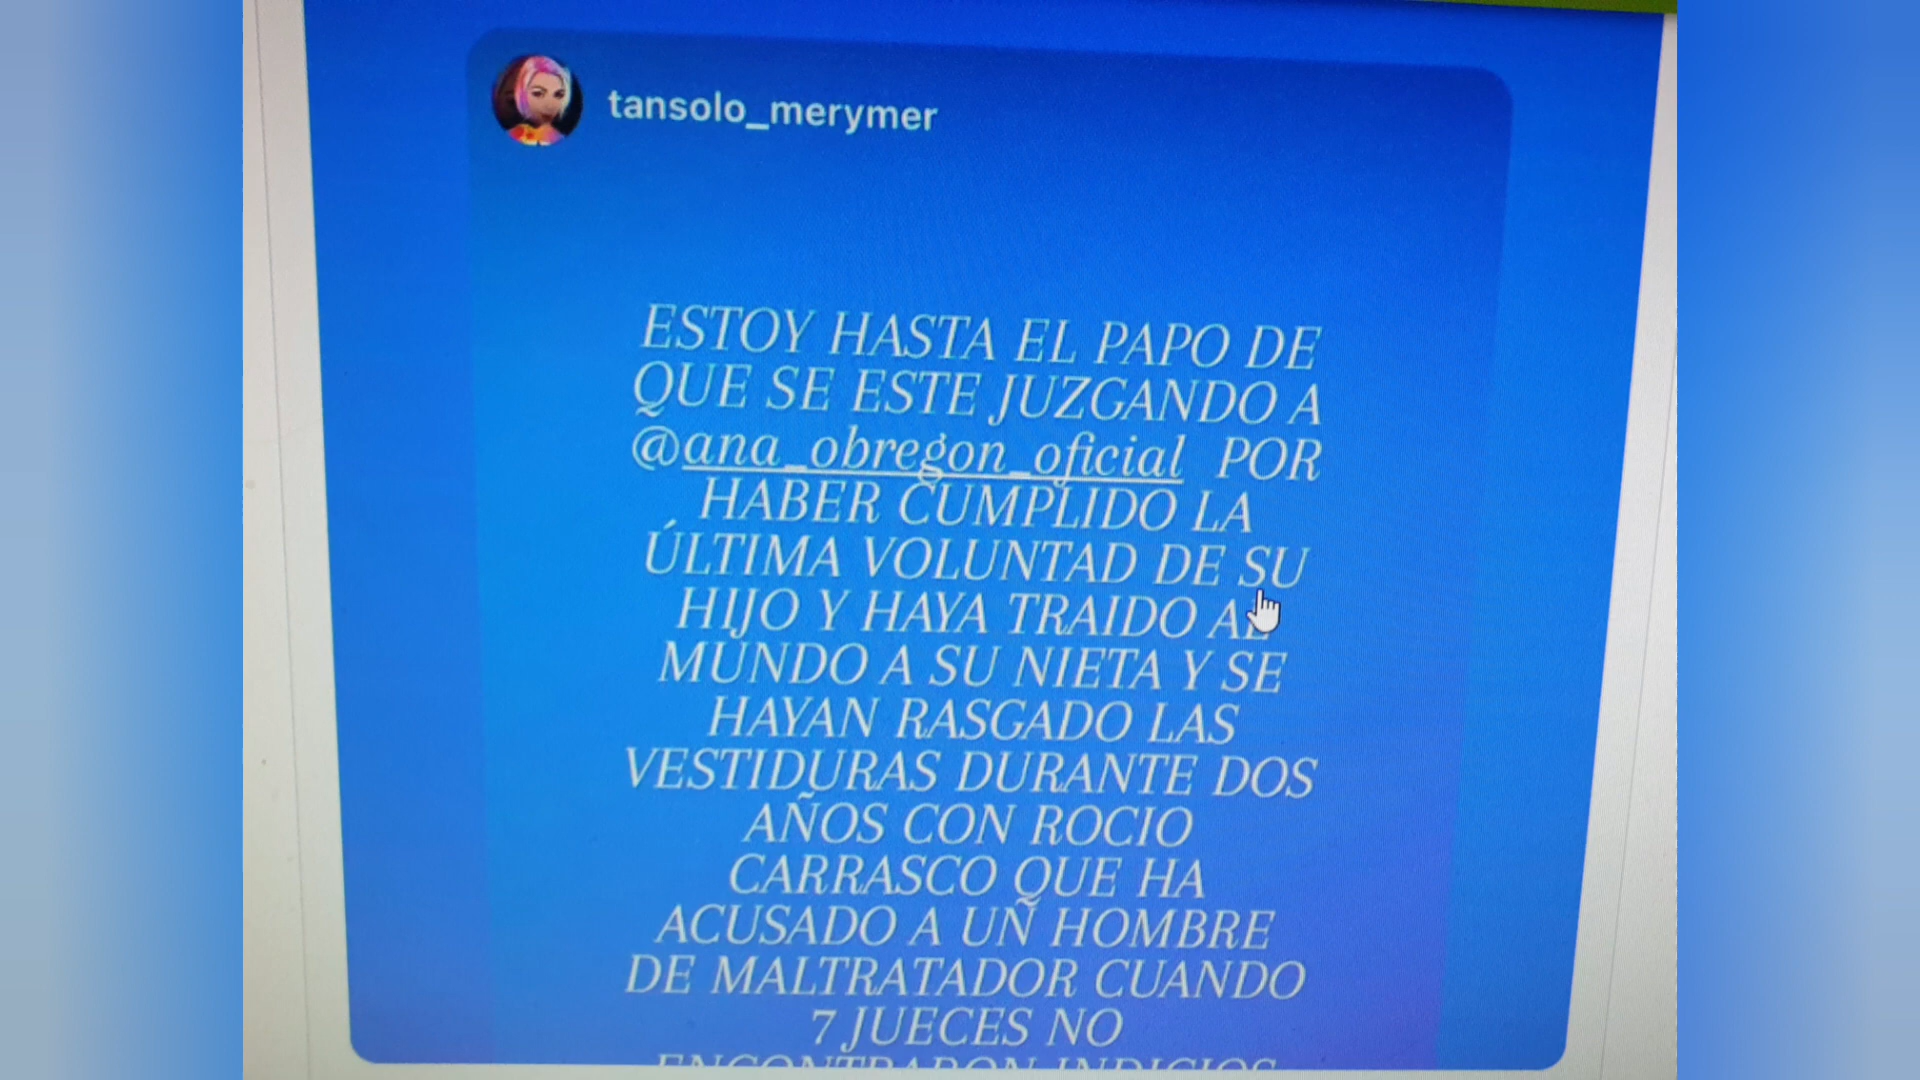 tansolo_merymer
ESTOY HASTA EL PAPO DE
QUE SE ESTE JUZGANDO A
@ana_obregon_oficial POR
HABER CUMPLIDO LA
ÚLTIMA VOLUNTAD DE SU
HIJO Y HAYA TRAIDO AL
MUNDO A SU NIETA Y SE
HAYAN RASGADO LAS
VESTIDURAS DURANTE DOS
AÑOS CON ROCIO
CARRASCO QUE HA
ACUSADO A UN HOMBRE
DE MALTRATADOR CUANDO
7 JUECES NO
ENCONTRARON INDICIOS